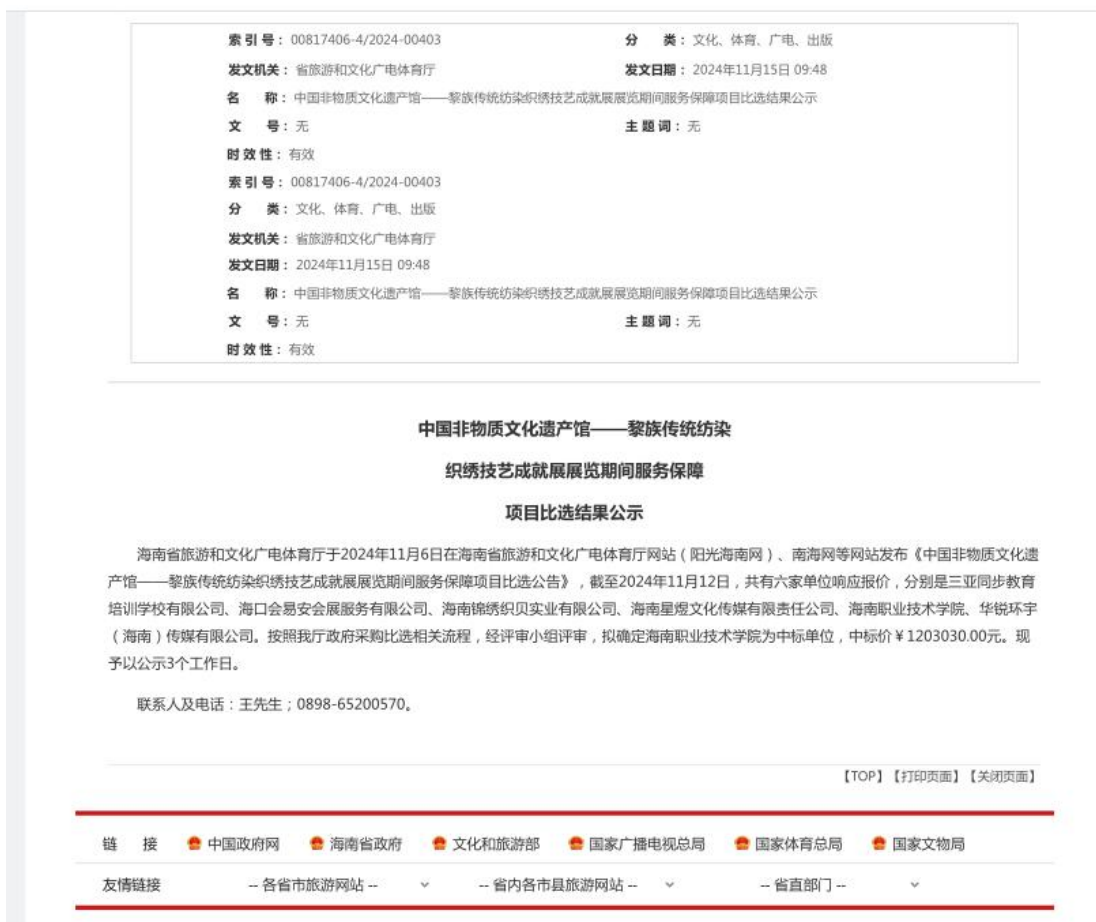 索引号：00817406-4/2024-00403 分 类：文化、体育、广电、出版
发文机关：省旅游和文化广电体育厅 发文日期：2024年11月15日 09:48
名 称：中国非物质文化遗产馆——黎族传统纺染织绣技艺成就展展览期间服务保障项目比选结果公示
文 号：无 主题词：无
时效性：有效
索引号：00817406-4/2024-00403
分 类：文化、体育、广电、出版
发文机关：省旅游和文化广电体育厅
发文日期：2024年11月15日 09:48
名 称：中国非物质文化遗产馆——黎族传统纺染织绣技艺成就展展览期间服务保障项目比选结果公示
文 号：无 主题词：无
时效性：有效
中国非物质文化遗产馆——黎族传统纺染
织绣技艺成就展展览期间服务保障
项目比选结果公示
海南省旅游和文化广电体育厅于2024年11月6日在海南省旅游和文化广电体育厅网站（阳光海南网）、南海网等网站发布《中国非物质文化遗
产馆——黎族传统纺染织绣技艺成就展展览期间服务保障项目比选公告》，截至2024年11月12日，共有六家单位响应报价，分别是三亚同步教育
培训学校有限公司、海口会易安会展服务有限公司、海南锦绣织贝实业有限公司、海南星煜文化传媒有限责任公司、海南职业技术学院、华锐环宇
（海南）传媒有限公司。按照我厅政府采购比选相关流程，经评审小组评审，拟确定海南职业技术学院为中标单位，中标价￥1203030.00元。现
予以公示3个工作日。
联系人及电话：王先生；0898-65200570。
【TOP】【打印页面】【关闭页面】
链 接 中国政府网 海南省政府 文化和旅游部 国家广播电视总局 国家体育总局 国家文物局
友情链接 -- 各省市旅游网站 -- -- 省内各市县旅游网站 -- -- 省直部门 --